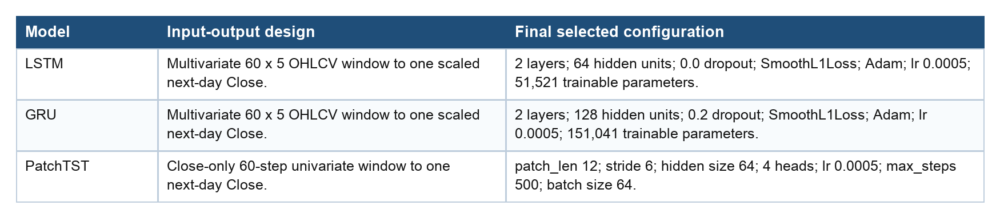 Model Input-output design Final selected configuration
LSTM Multivariate 60 x 5 OHLCV window to one scaled 2 layers; 64 hidden units; 0.0 dropout; SmoothL1Loss; Adam; lr 0.0005;
next-day Close. 51,521 trainable parameters.
GRU Multivariate 60 x 5 OHLCV window to one scaled 2 layers; 128 hidden units; 0.2 dropout; SmoothL1Loss; Adam; lr
next-day Close. 0.0005; 151,041 trainable parameters.
PatchTST Close-only 60-step univariate window to one patch_len 12; stride 6; hidden size 64; 4 heads; lr 0.0005; max_steps
next-day Close. 500; batch size 64.